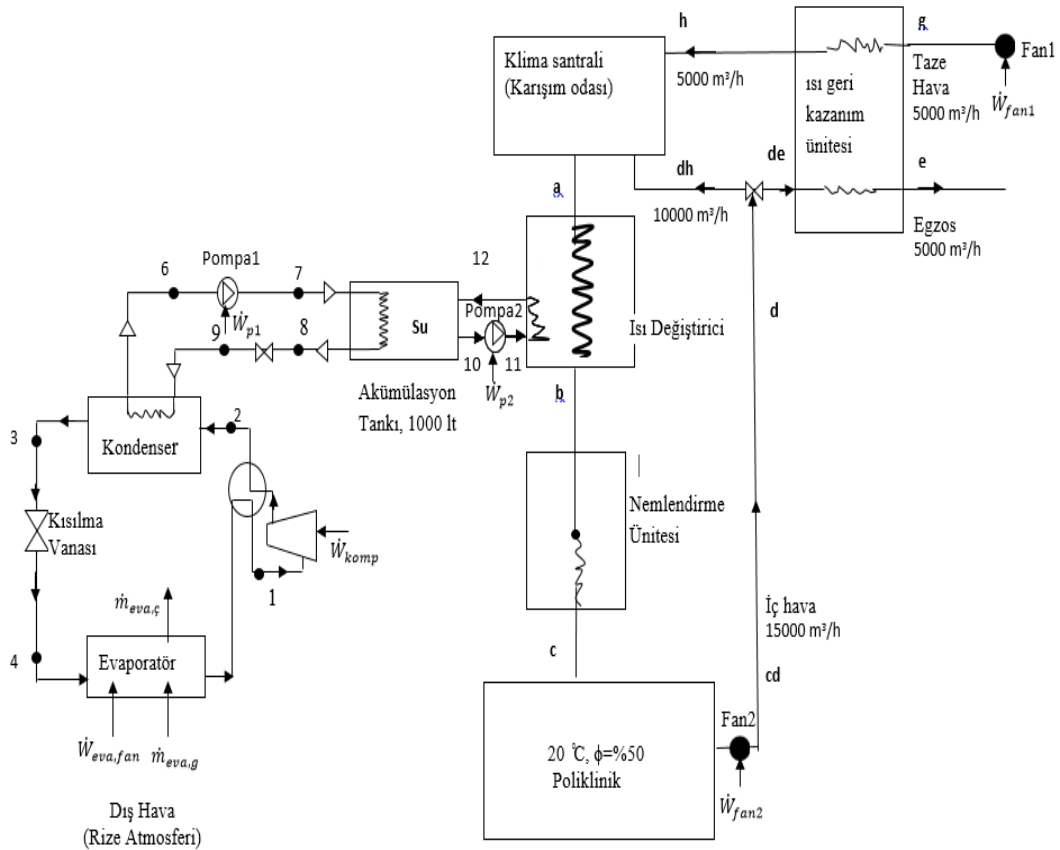 h
g
Fan1
Klima santrali
(Karışım odası)
5000 m³/h
Taze
Hava
5000 m³/h
Ẇfan1
ısı geri
kazanım
ünitesi
de
e
dh
10000 m³/h
Egzos
5000 m³/h
a
6
Pompa1
7
12
Su
Pompa2
Isı Değiştirici
d
9
Ẇp1
8
10
11
Ẇp2
Akümülasyon
Tankı, 1000 lt
b
3
Kondenser
2
Nemlendirme
Ünitesi
Kısılma
Vanası
Ẇkomp
1
ṁeva,ç
İç hava
15000 m³/h
c
cd
4
Evaporatör
Fan2
Ẇeva,fan
ṁeva,g
20 ℃, ϕ=%50
Poliklinik
Ẇfan2
Dış Hava
(Rize Atmosferi)